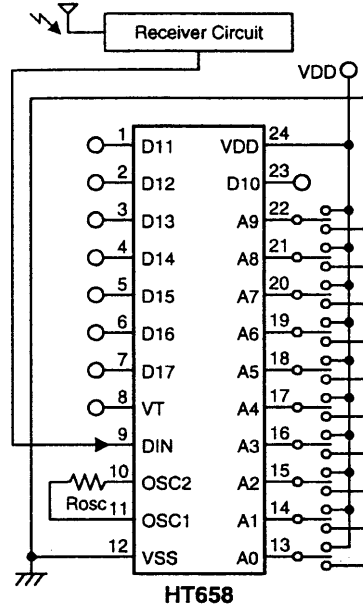 Receiver Circuit
VDD
1 D11 VDD 24
2 D12 D10 23
3 D13 A9 22
4 D14 A8 21
5 D15 A7 20
6 D16 A6 19
7 D17 A5 18
8 VT A4 17
9 DIN A3 16
10 OSC2 A2 15
Rosc
11 OSC1 A1 14
12 VSS A0 13
HT658